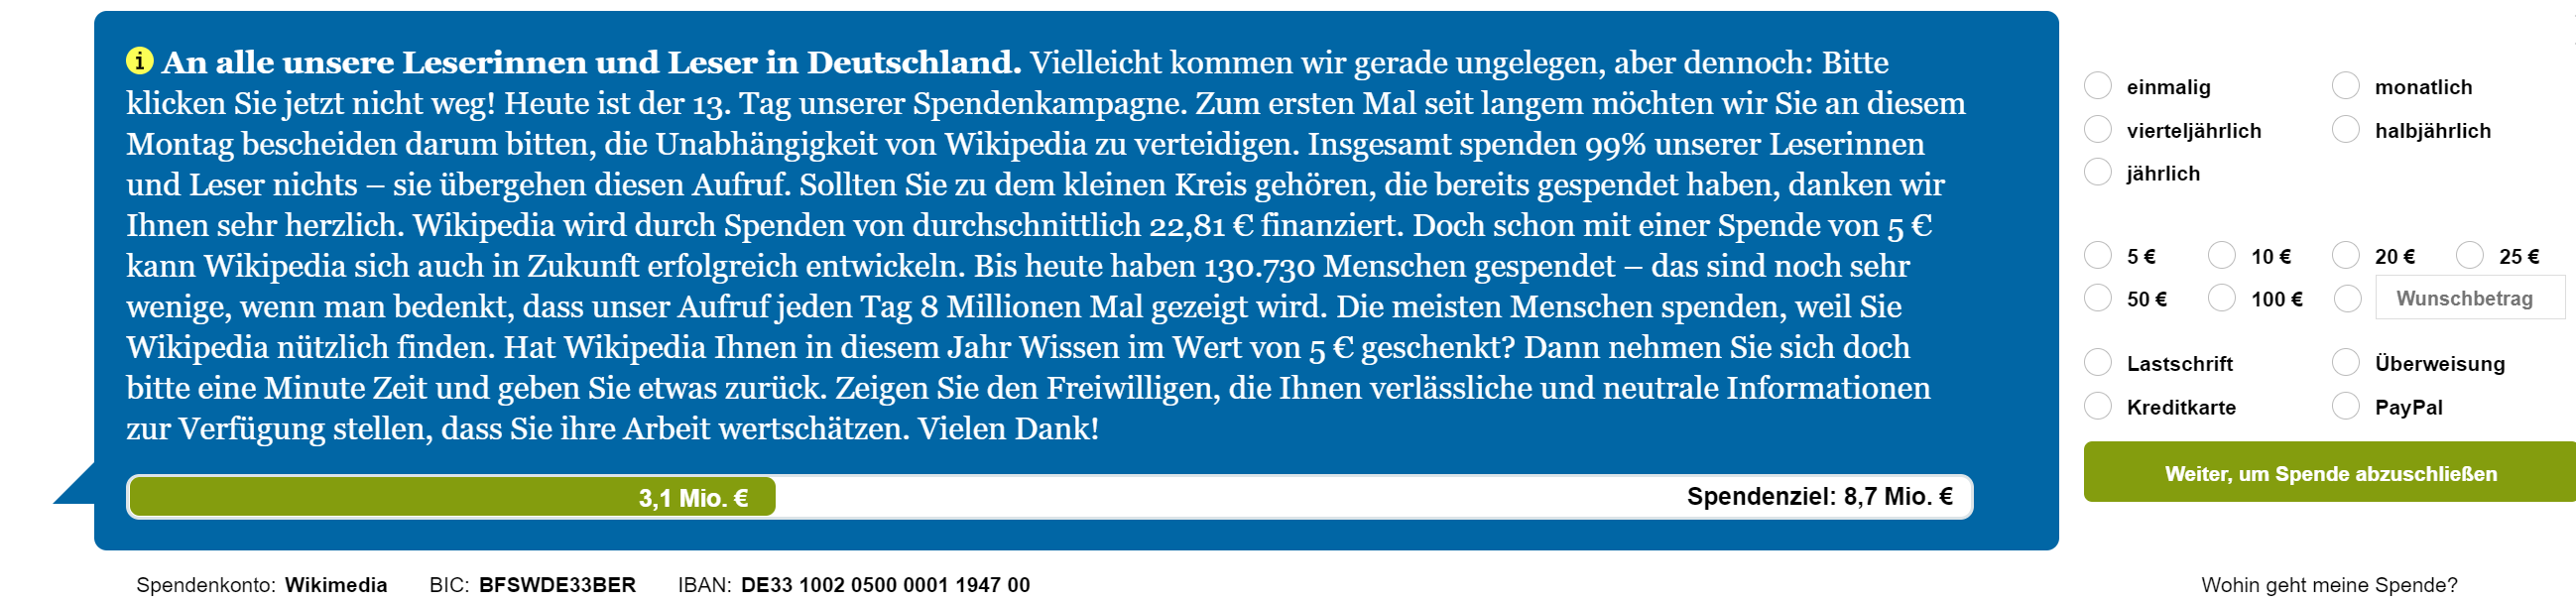 i An alle unsere Leserinnen und Leser in Deutschland. Vielleicht kommen wir gerade ungelegen, aber dennoch: Bitte
klicken Sie jetzt nicht weg! Heute ist der 13. Tag unserer Spendenkampagne. Zum ersten Mal seit langem möchten wir Sie an diesem
Montag bescheiden darum bitten, die Unabhängigkeit von Wikipedia zu verteidigen. Insgesamt spenden 99% unserer Leserinnen
und Leser nichts – sie übergehen diesen Aufruf. Sollten Sie zu dem kleinen Kreis gehören, die bereits gespendet haben, danken wir
Ihnen sehr herzlich. Wikipedia wird durch Spenden von durchschnittlich 22,81 € finanziert. Doch schon mit einer Spende von 5 €
kann Wikipedia sich auch in Zukunft erfolgreich entwickeln. Bis heute haben 130.730 Menschen gespendet – das sind noch sehr
wenige, wenn man bedenkt, dass unser Aufruf jeden Tag 8 Millionen Mal gezeigt wird. Die meisten Menschen spenden, weil Sie
Wikipedia nützlich finden. Hat Wikipedia Ihnen in diesem Jahr Wissen im Wert von 5 € geschenkt? Dann nehmen Sie sich doch
bitte eine Minute Zeit und geben Sie etwas zurück. Zeigen Sie den Freiwilligen, die Ihnen verlässliche und neutrale Informationen
zur Verfügung stellen, dass Sie ihre Arbeit wertschätzen. Vielen Dank!
3,1 Mio. € Spendenziel: 8,7 Mio. €
Spendenkonto: Wikimedia BIC: BFSWDE33BER IBAN: DE33 1002 0500 0001 1947 00
einmalig monatlich
vierteljährlich halbjährlich
jährlich
5 € 10 € 20 € 25 €
50 € 100 € Wunschbetrag
Lastschrift Überweisung
Kreditkarte PayPal
Weiter, um Spende abzuschließen
Wohin geht meine Spende?